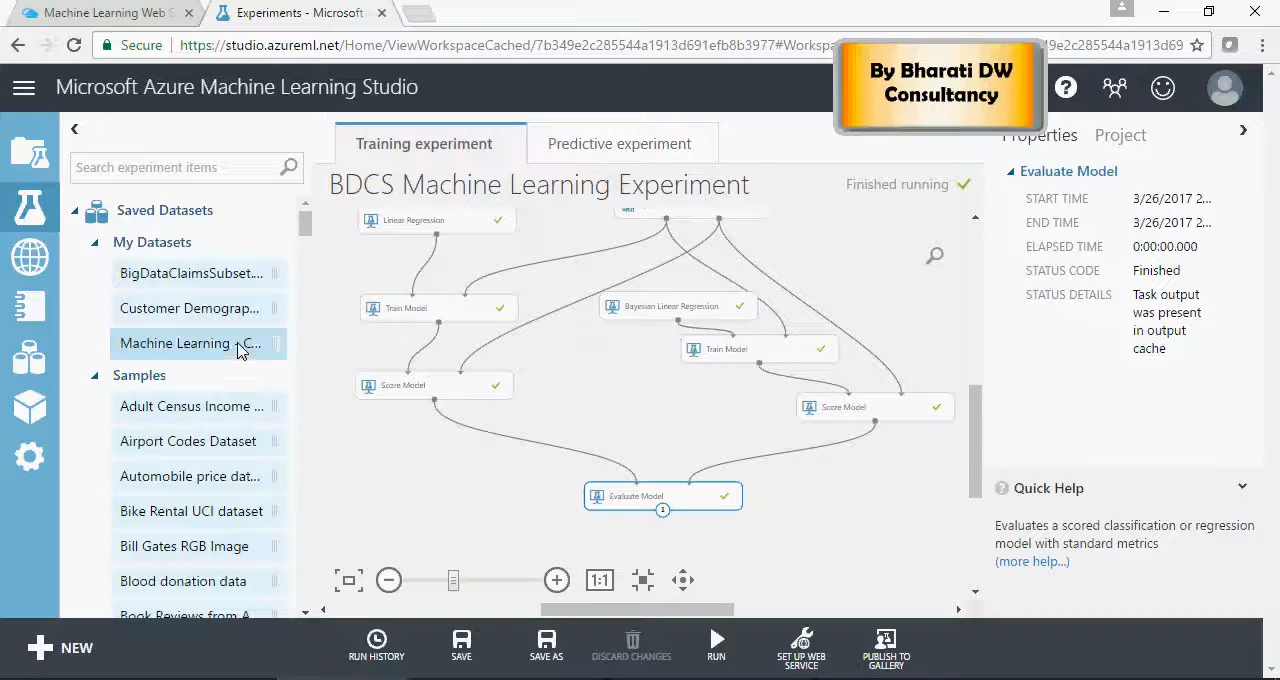 Machine Learning Web S
Experiments - Microsoft
Secure
https://studio.azureml.net/Home/ViewWorkspaceCached/7b349e2c285544a1913d691efb8b3977#Workspa
9e2c285544a1913d69
By Bharati DW
Consultancy
Microsoft Azure Machine Learning Studio
Search experiment items
Saved Datasets
My Datasets
BigDataClaimsSubset....
Customer Demograp...
Machine Learning - C...
Samples
Adult Census Income ...
Airport Codes Dataset
Automobile price dat...
Bike Rental UCI dataset
Bill Gates RGB Image
Blood donation data
Book Reviews from A
Training experiment
Predictive experiment
BDCS Machine Learning Experiment
Finished running
Linear Regression
Train Model
Score Model
Bayesian Linear Regression
Train Model
Score Model
Evaluate Model
1
1:1
Properties
Project
Evaluate Model
START TIME 3/26/2017 2...
END TIME 3/26/2017 2...
ELAPSED TIME 0:00:00.000
STATUS CODE Finished
STATUS DETAILS Task output
was present
in output
cache
Quick Help
Evaluates a scored classification or regression
model with standard metrics
(more help...)
NEW
RUN HISTORY
SAVE
SAVE AS
DISCARD CHANGES
RUN
SET UP WEB
SERVICE
PUBLISH TO
GALLERY